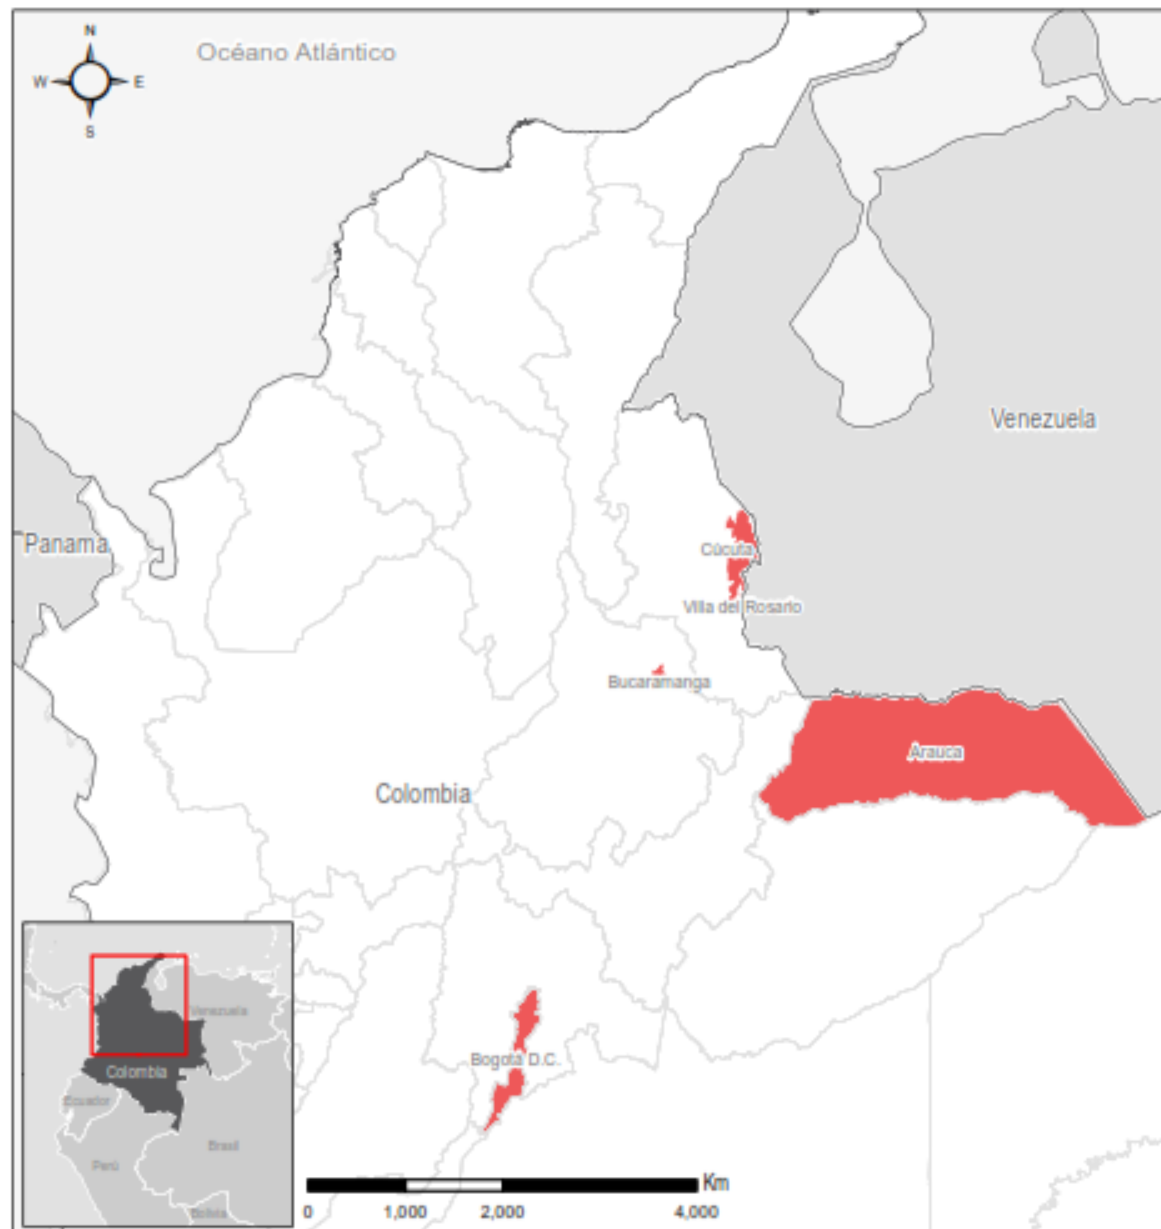 N
Océano Atlántico
W E
S
Venezuela
Panama
Cúcuta
Villa del Rosario
Bucaramanga
Arauca
Colombia
Bogotá D.C.
Venezuela
Colombia
Ecuador
Brasil
Perú
Bolivia
Km
0 1,000 2,000 4,000